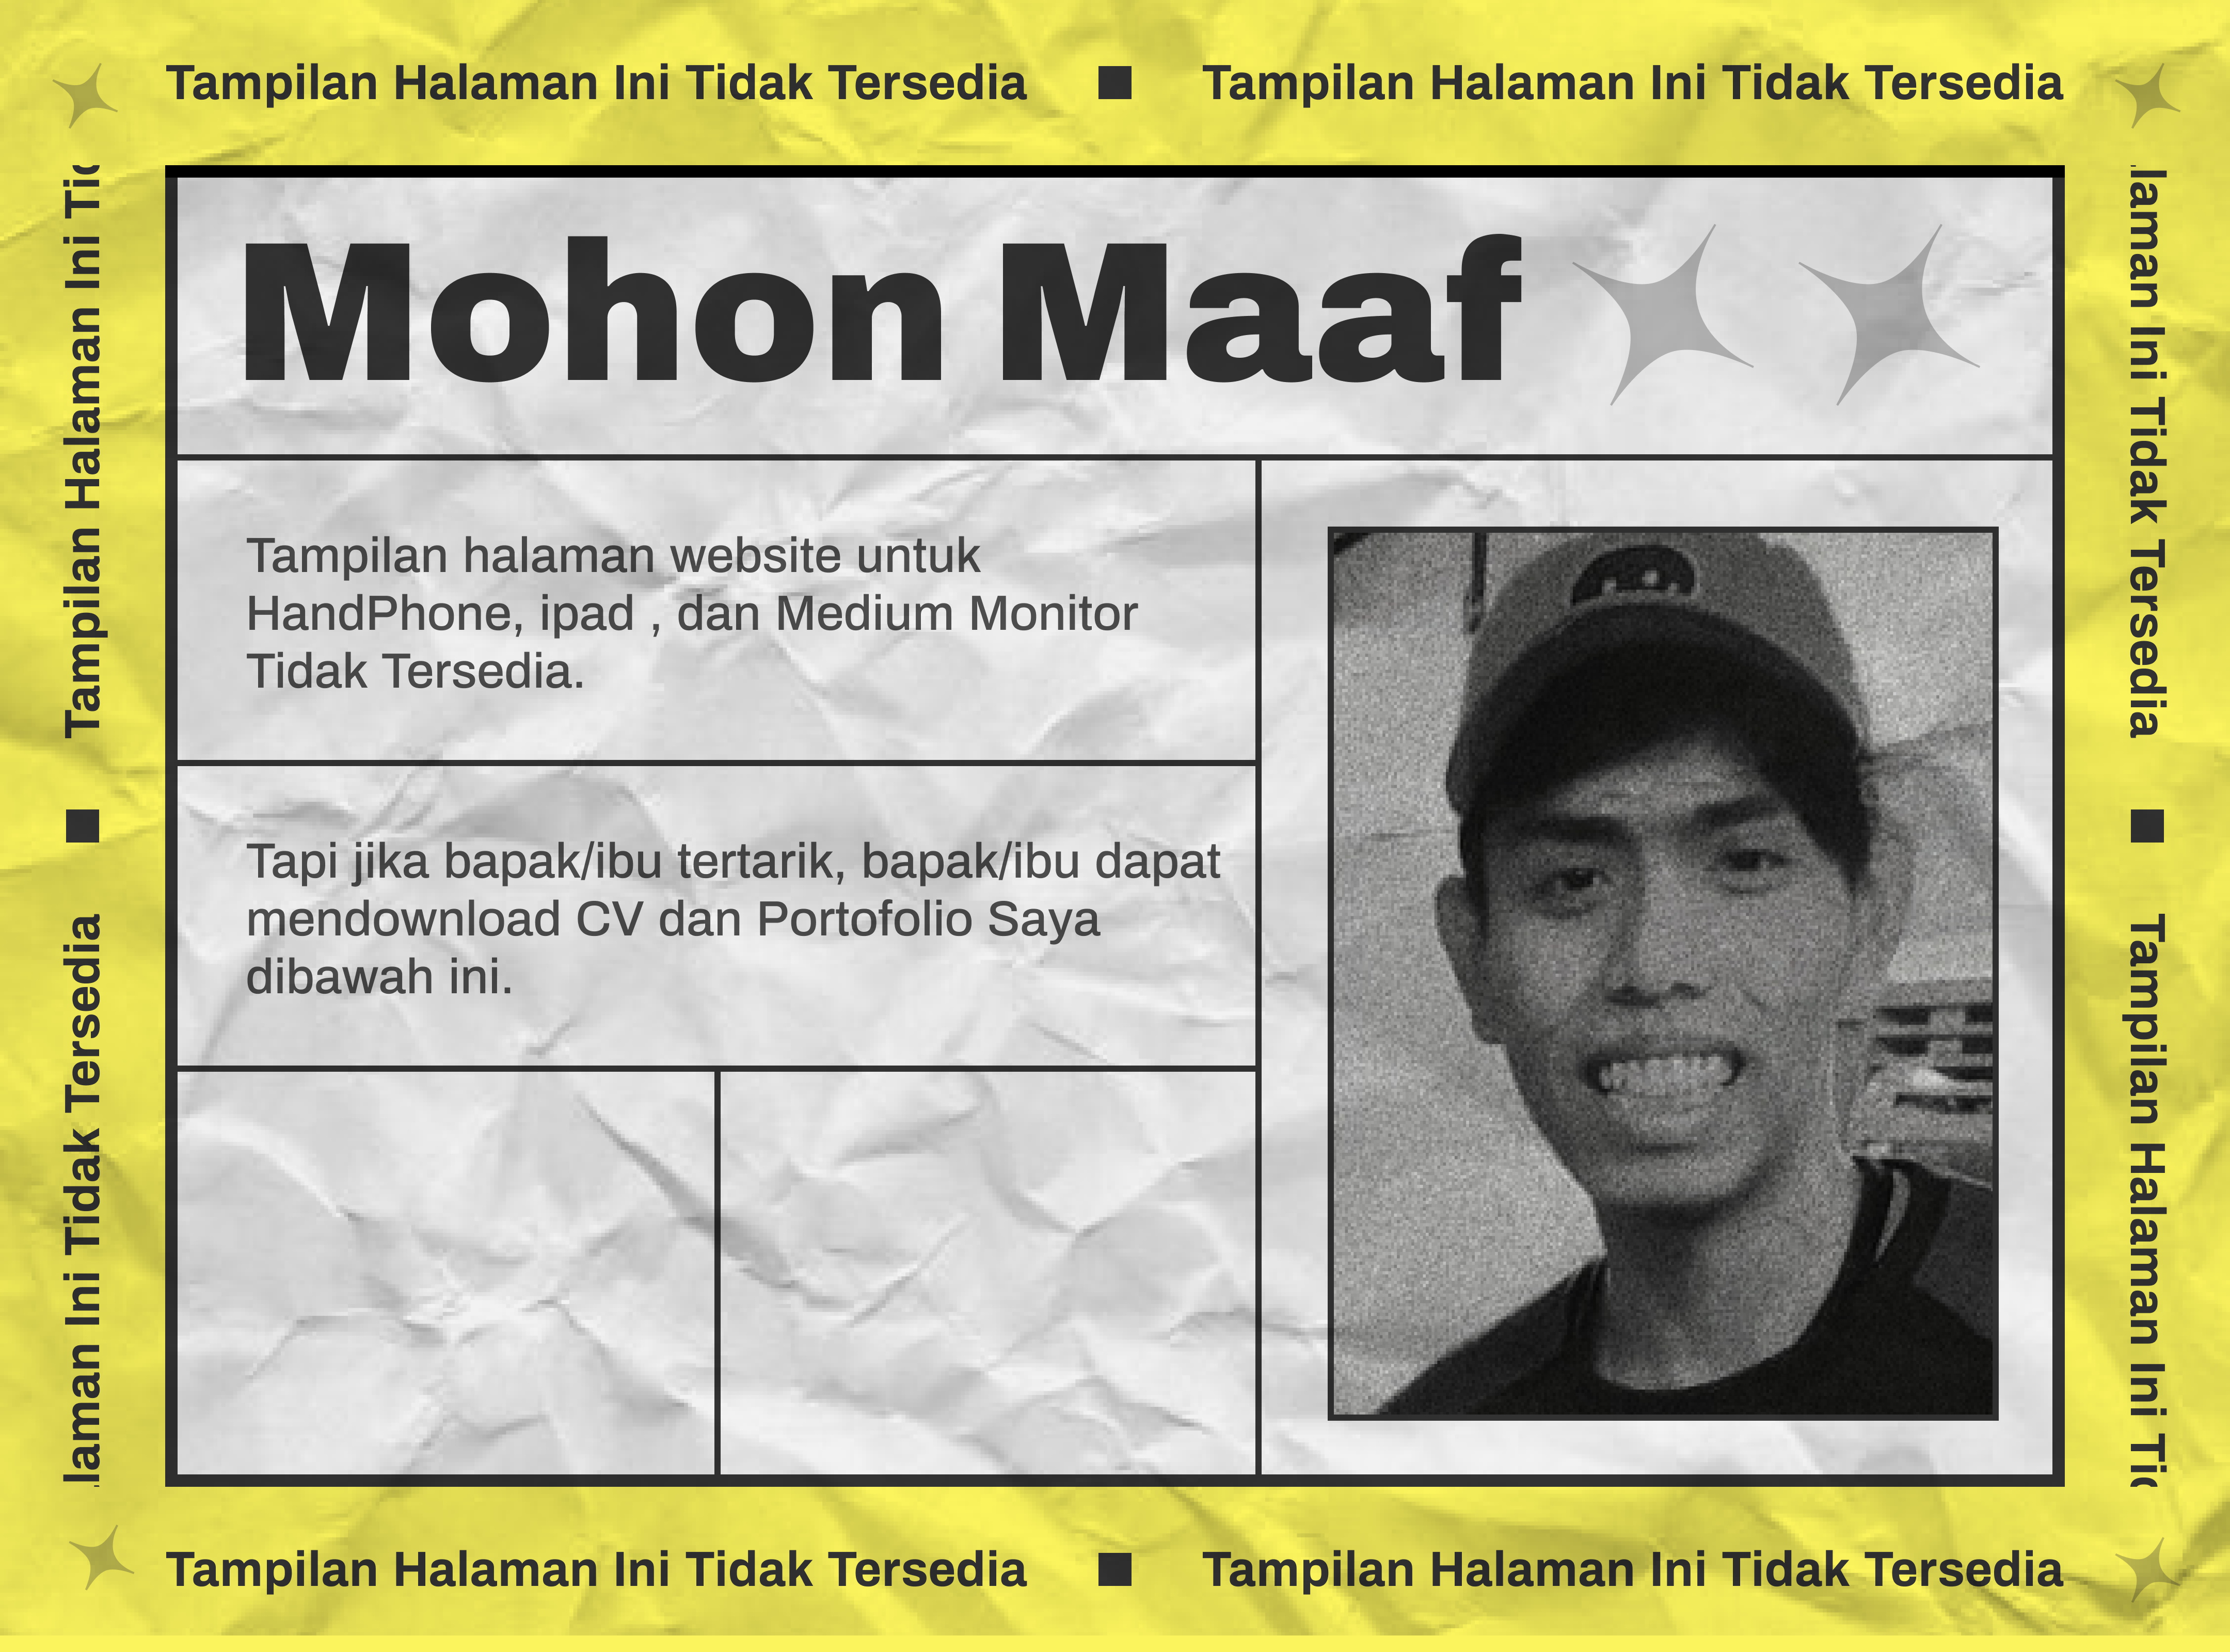 Tampilan Halaman Ini Tidak Tersedia ■ Tampilan Halaman Ini Tidak Tersedia
Tampilan Halaman Ini
laman Ini Tidak Tersedia
Mohon Maaf
Tampilan halaman website untuk
HandPhone, ipad , dan Medium Monitor
Tidak Tersedia.
Tapi jika bapak/ibu tertarik, bapak/ibu dapat
mendownload CV dan Portofolio Saya
dibawah ini.
laman Ini Tidak Tersedia
Tampilan Halaman Ini
Tampilan Halaman Ini Tidak Tersedia ■ Tampilan Halaman Ini Tidak Tersedia